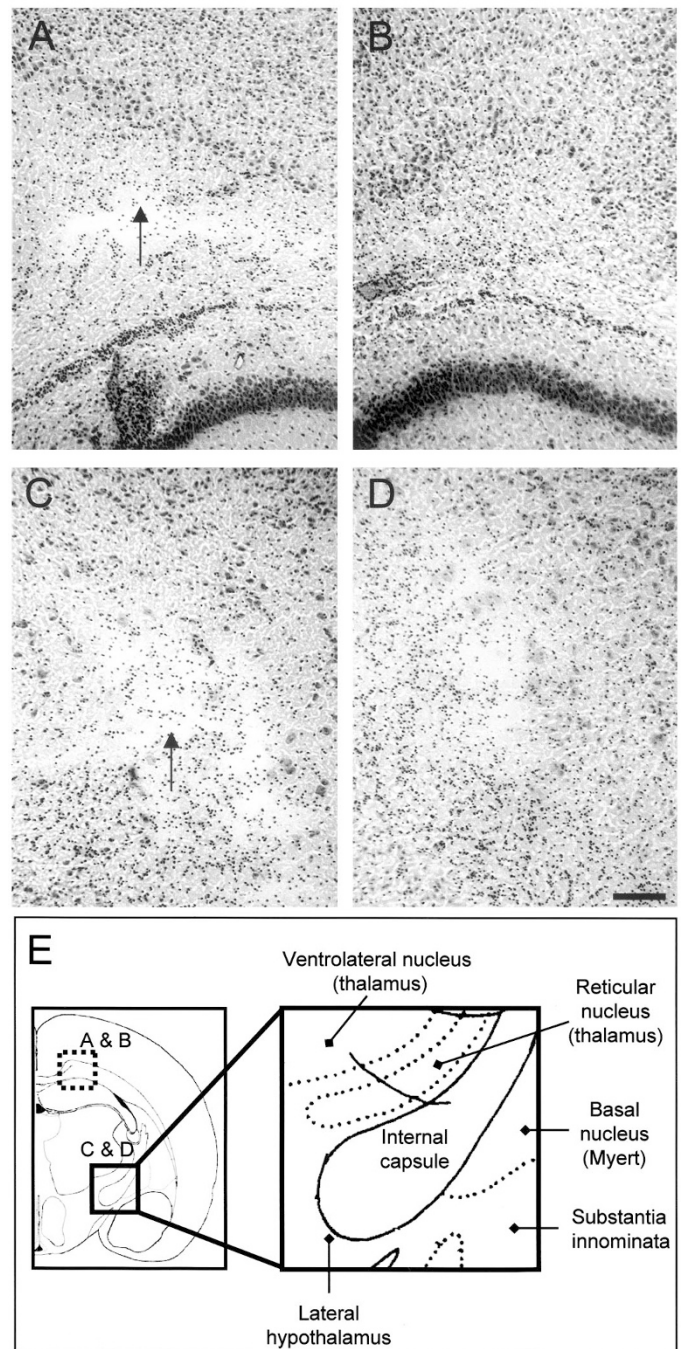 A
B
C
D
E
Ventrolateral nucleus
(thalamus)
Reticular
nucleus
(thalamus)
A & B
C & D
Internal
capsule
Basal
nucleus
(Myert)
Substantia
innominata
Lateral
hypothalamus